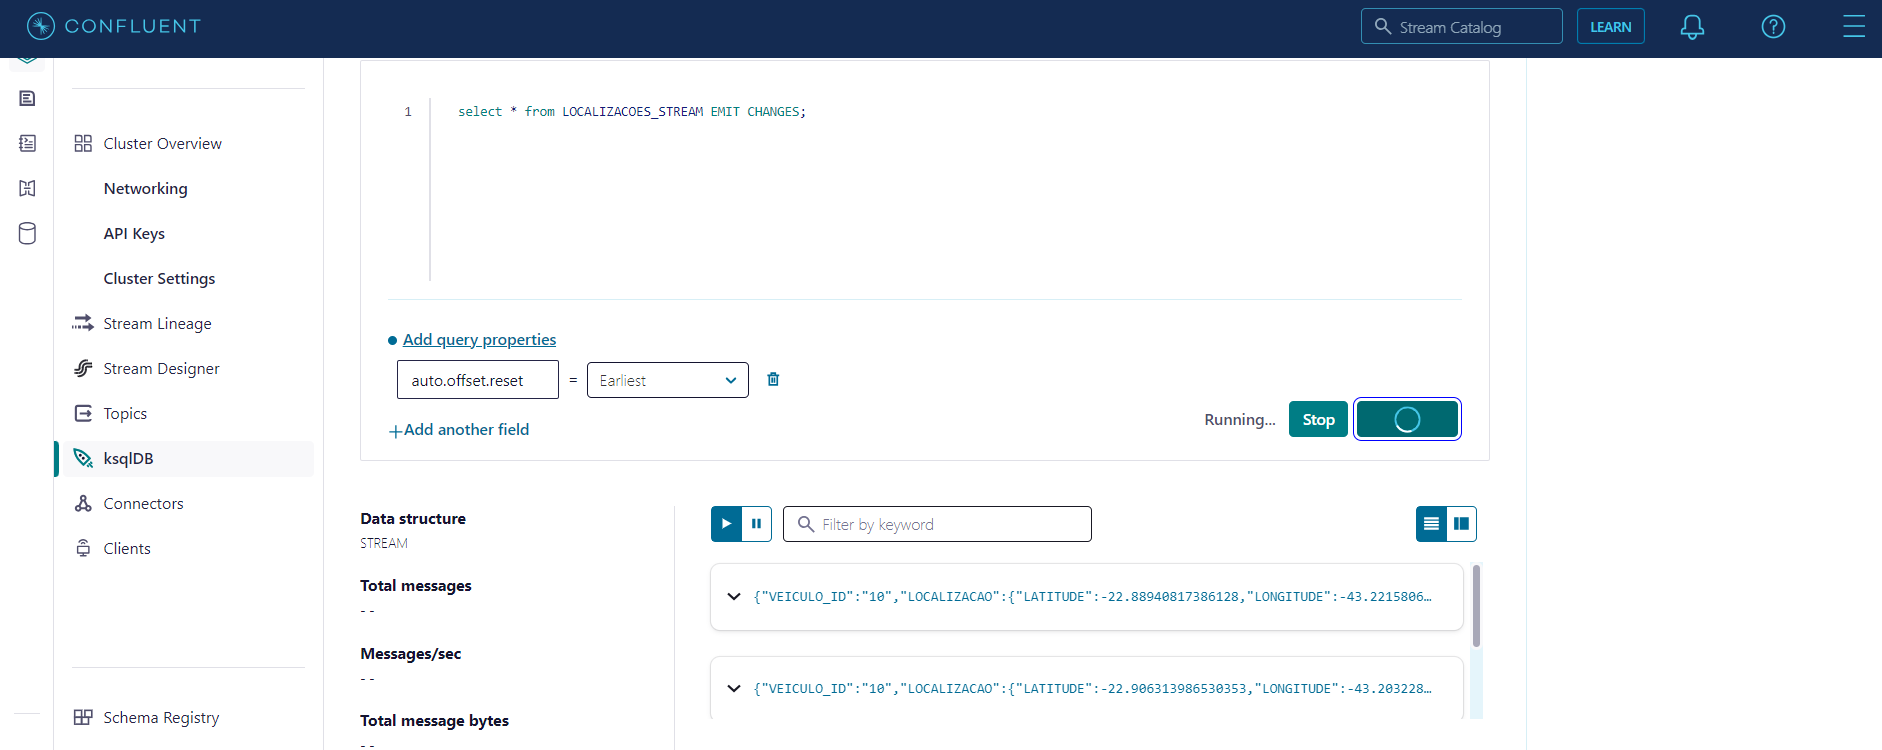 CONFLUENT
Stream Catalog
LEARN
Cluster Overview
Networking
API Keys
Cluster Settings
Stream Lineage
Stream Designer
Topics
ksqlDB
Connectors
Clients
Schema Registry
1 select * from LOCALIZACOES_STREAM EMIT CHANGES;
Add query properties
auto.offset.reset = Earliest
+Add another field
Running... Stop
Data structure
STREAM
Total messages
- -
Messages/sec
- -
Total message bytes
- -
Filter by keyword
{"VEICULO_ID":"10","LOCALIZACAO":{"LATITUDE":-22.88940817386128,"LONGITUDE":-43.2215806…
{"VEICULO_ID":"10","LOCALIZACAO":{"LATITUDE":-22.906313986530353,"LONGITUDE":-43.203228…